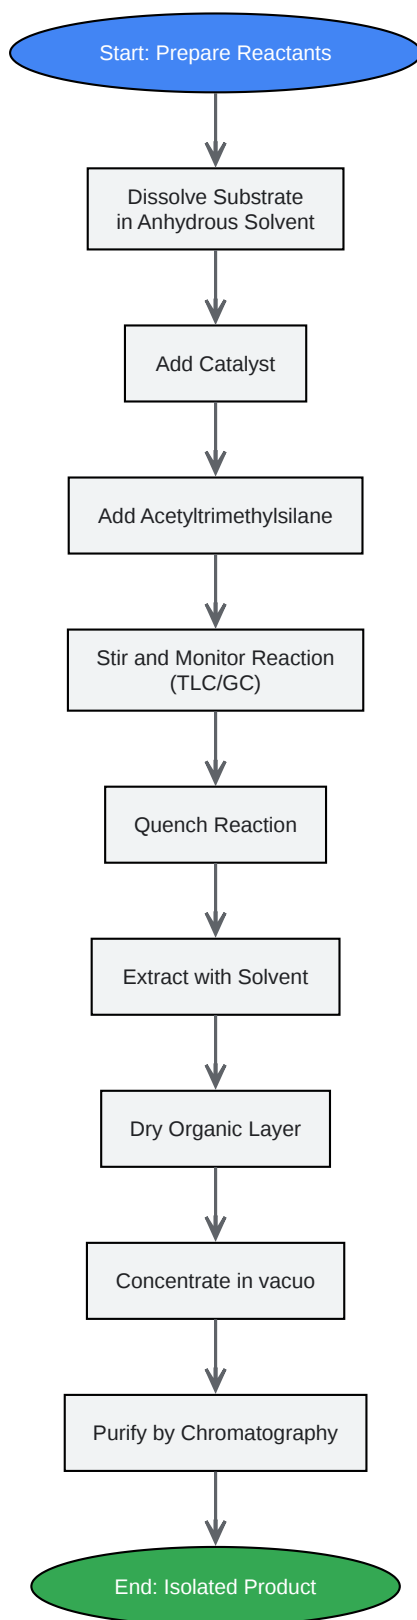 Start: Prepare Reactants
Dissolve Substrate
in Anhydrous Solvent
Add Catalyst
Add Acetyltrimethylsilane
Stir and Monitor Reaction
(TLC/GC)
Quench Reaction
Extract with Solvent
Dry Organic Layer
Concentrate in vacuo
Purify by Chromatography
End: Isolated Product